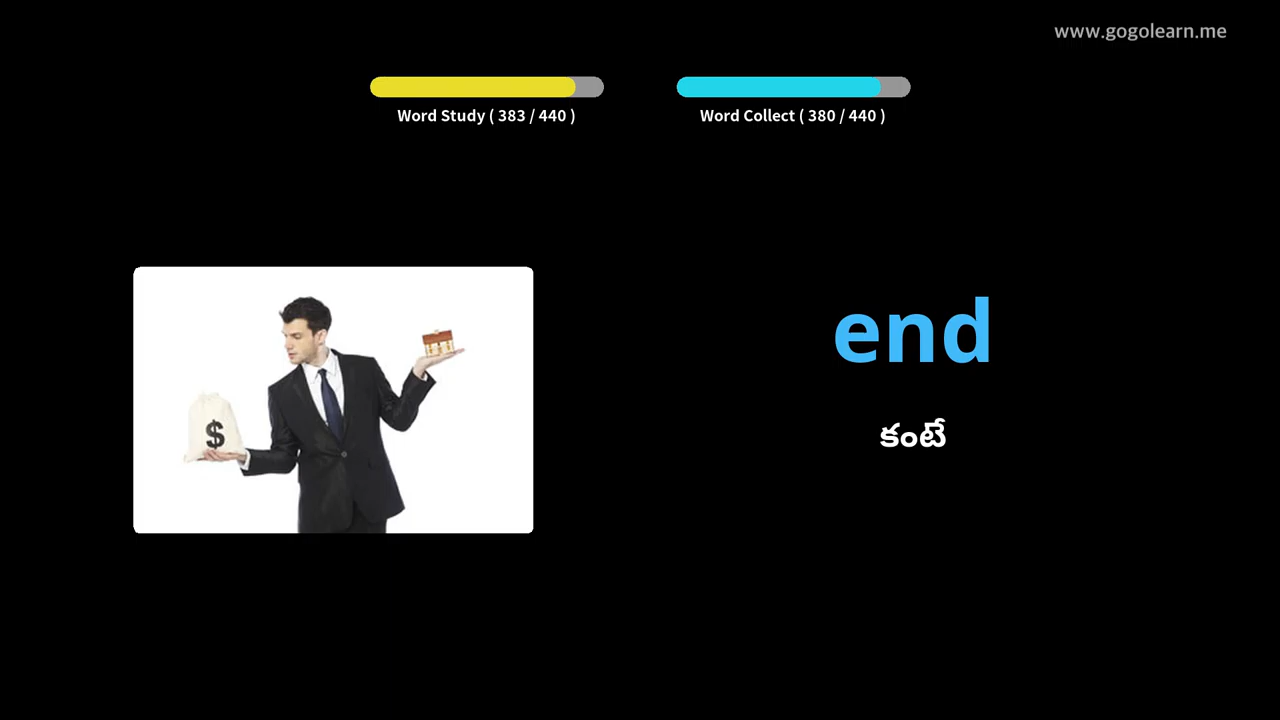 www.gogolearn.me
Word Study ( 383 / 440 )
Word Collect ( 380 / 440 )
end
కంటే
$